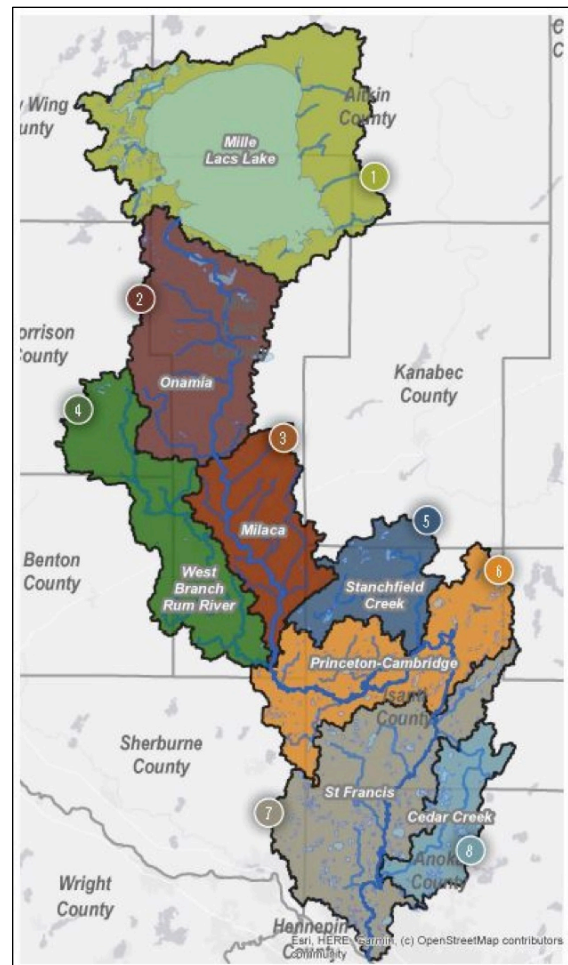 y Wing
ounty
Aitkin
County
Mille
Lacs Lake
1
2
orrison
County
Onamia
Kanabec
County
4
3
Milaca
5
Benton
County
West
Branch
Rum River
Stanchfield
Creek
6
Princeton-Cambridge
Isanti
County
Sherburne
County
St Francis
7
Cedar Creek
Anoka
County
8
Wright
County
Hennepin
County
Esri, HERE, Garmin, (c) OpenStreetMap contributors
community